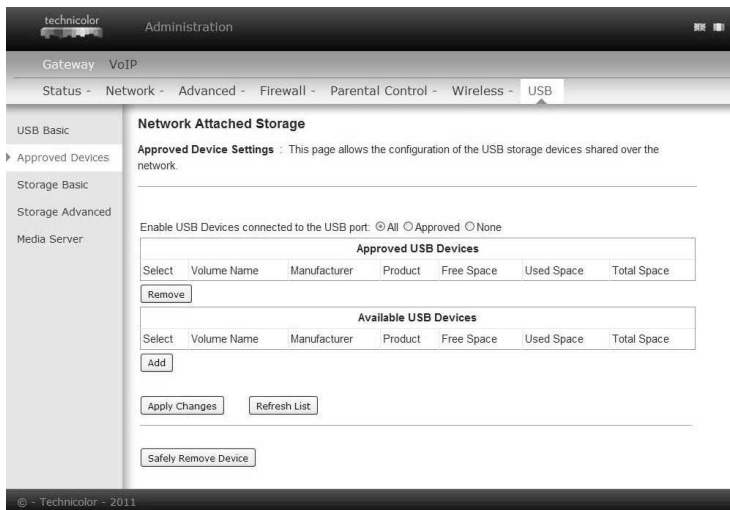 technicolor
Administration
Gateway VoIP
Status - Network - Advanced - Firewall - Parental Control - Wireless - USB
USB Basic
Approved Devices
Storage Basic
Storage Advanced
Media Server
Network Attached Storage
Approved Device Settings : This page allows the configuration of the USB storage devices shared over the
network.
Enable USB Devices connected to the USB port: All Approved None
Approved USB Devices
Select Volume Name Manufacturer Product Free Space Used Space Total Space
Remove
Available USB Devices
Select Volume Name Manufacturer Product Free Space Used Space Total Space
Add
Apply Changes Refresh List
Safely Remove Device
© - Technicolor - 2011